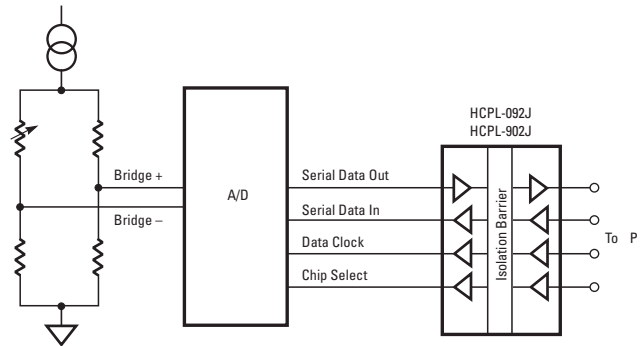 HCPL-092J
HCPL-902J
Bridge +
Bridge –
A/D
Serial Data Out
Serial Data In
Data Clock
Chip Select
Isolation Barrier
To P